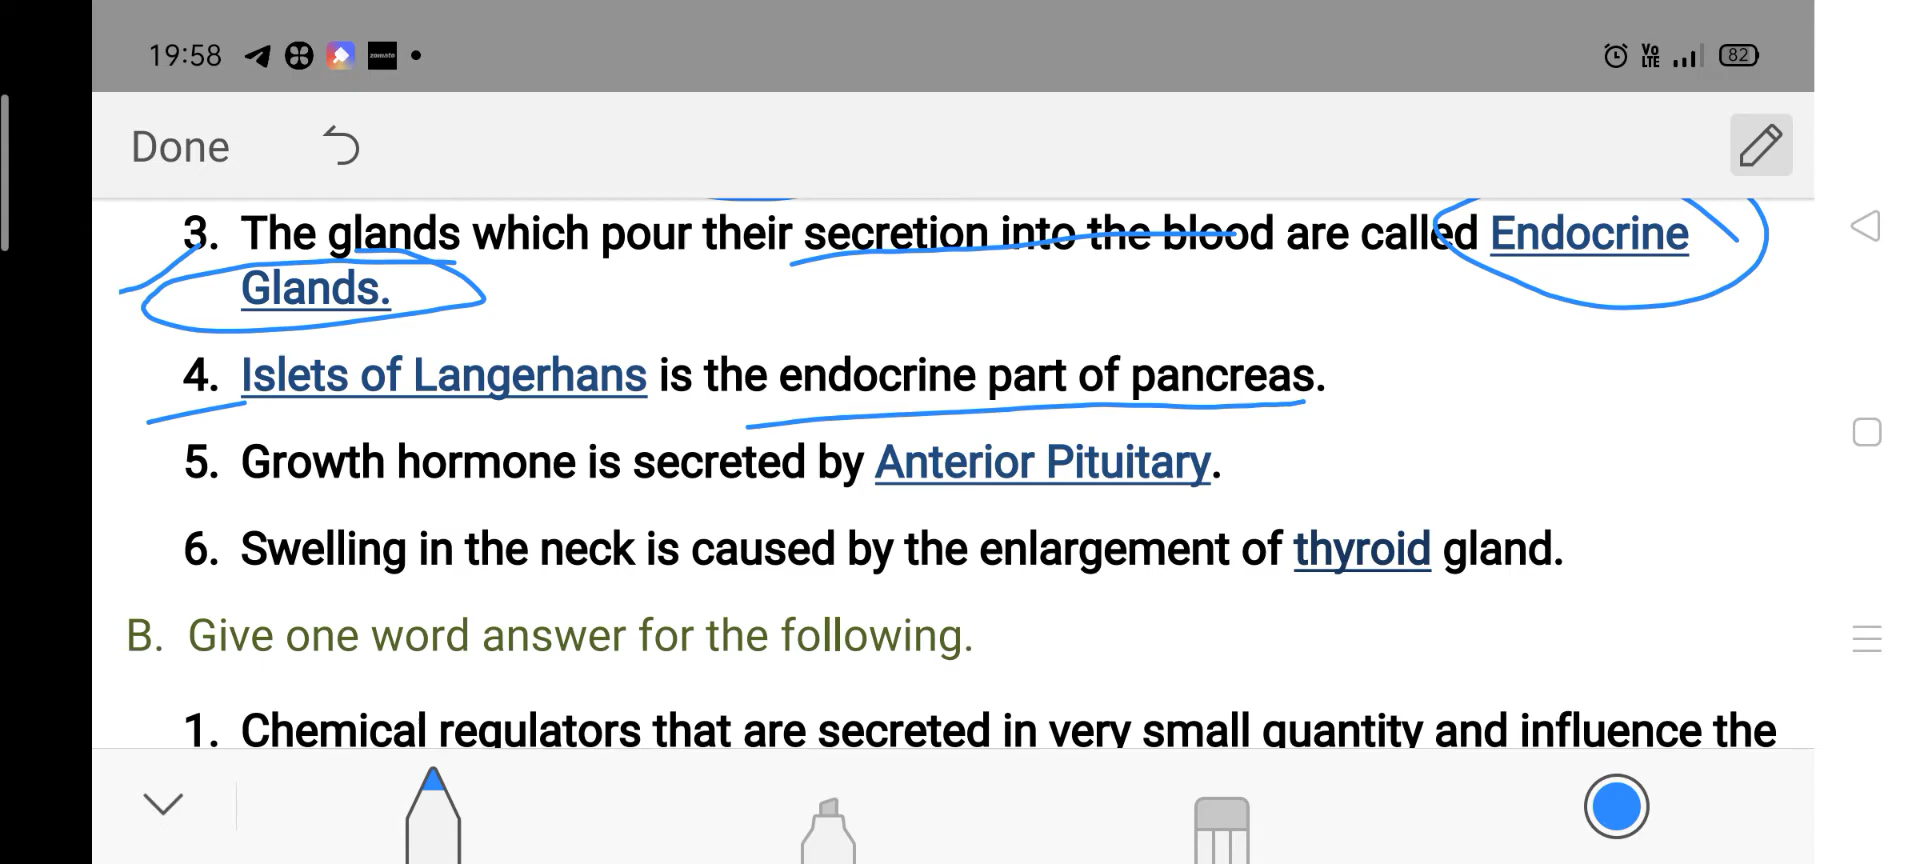 19:58
zomato
Vo
LTE
82
Done
3. The glands which pour their secretion into the blood are called Endocrine
Glands.
4. Islets of Langerhans is the endocrine part of pancreas.
5. Growth hormone is secreted by Anterior Pituitary.
6. Swelling in the neck is caused by the enlargement of thyroid gland.
B. Give one word answer for the following.
1. Chemical regulators that are secreted in very small quantity and influence the